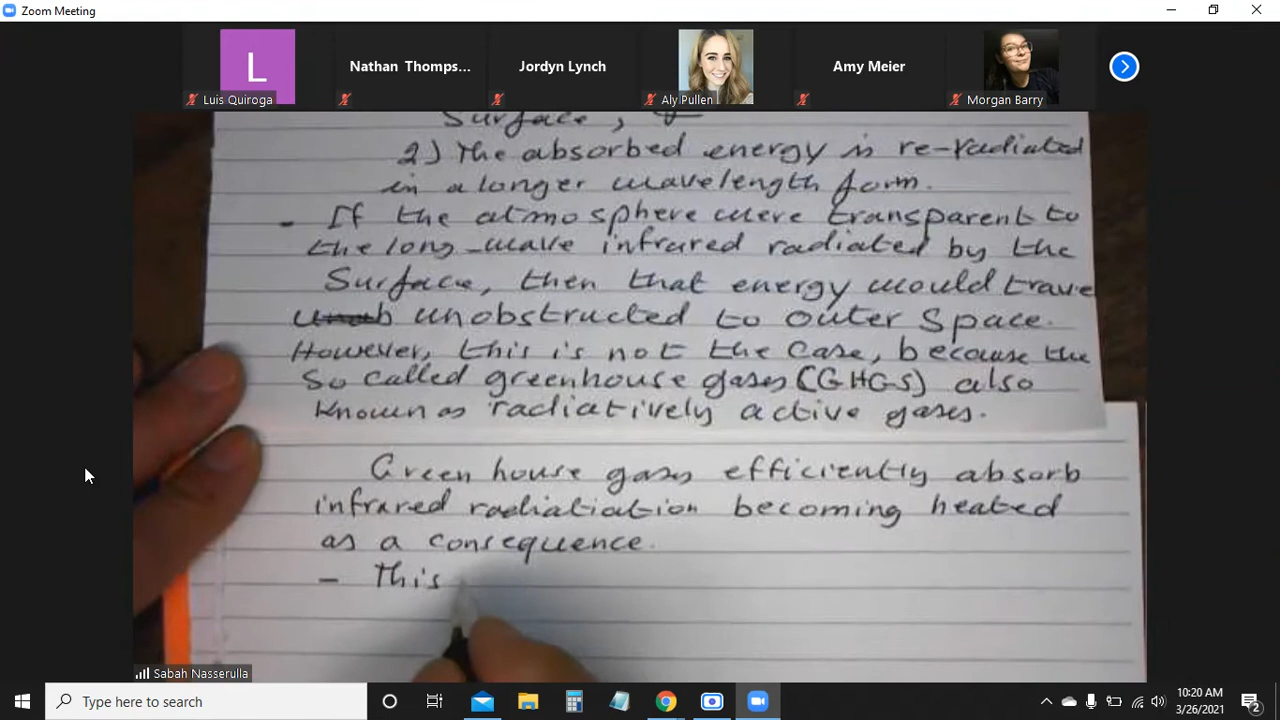 Zoom Meeting
L
Luis Quiroga
Nathan Thomps...
Jordyn Lynch
Aly Pullen
Amy Meier
Morgan Barry
Surface,
2) The absorbed energy is re-radiated
in a longer wavelength form.
- If the atmosphere were transparent to
the long-wave infrared radiated by the
Surface, then that energy would trave
unobstructed to outer space.
However, this is not the case, because the
so called greenhouse gases (GHGS) also
known as radiatively active gases.
Green house gases efficiently absorb
infrared radiatiation becoming heated
as a consequence.
- This
Sabah Nasserulla
Type here to search
10:20 AM
3/26/2021
2